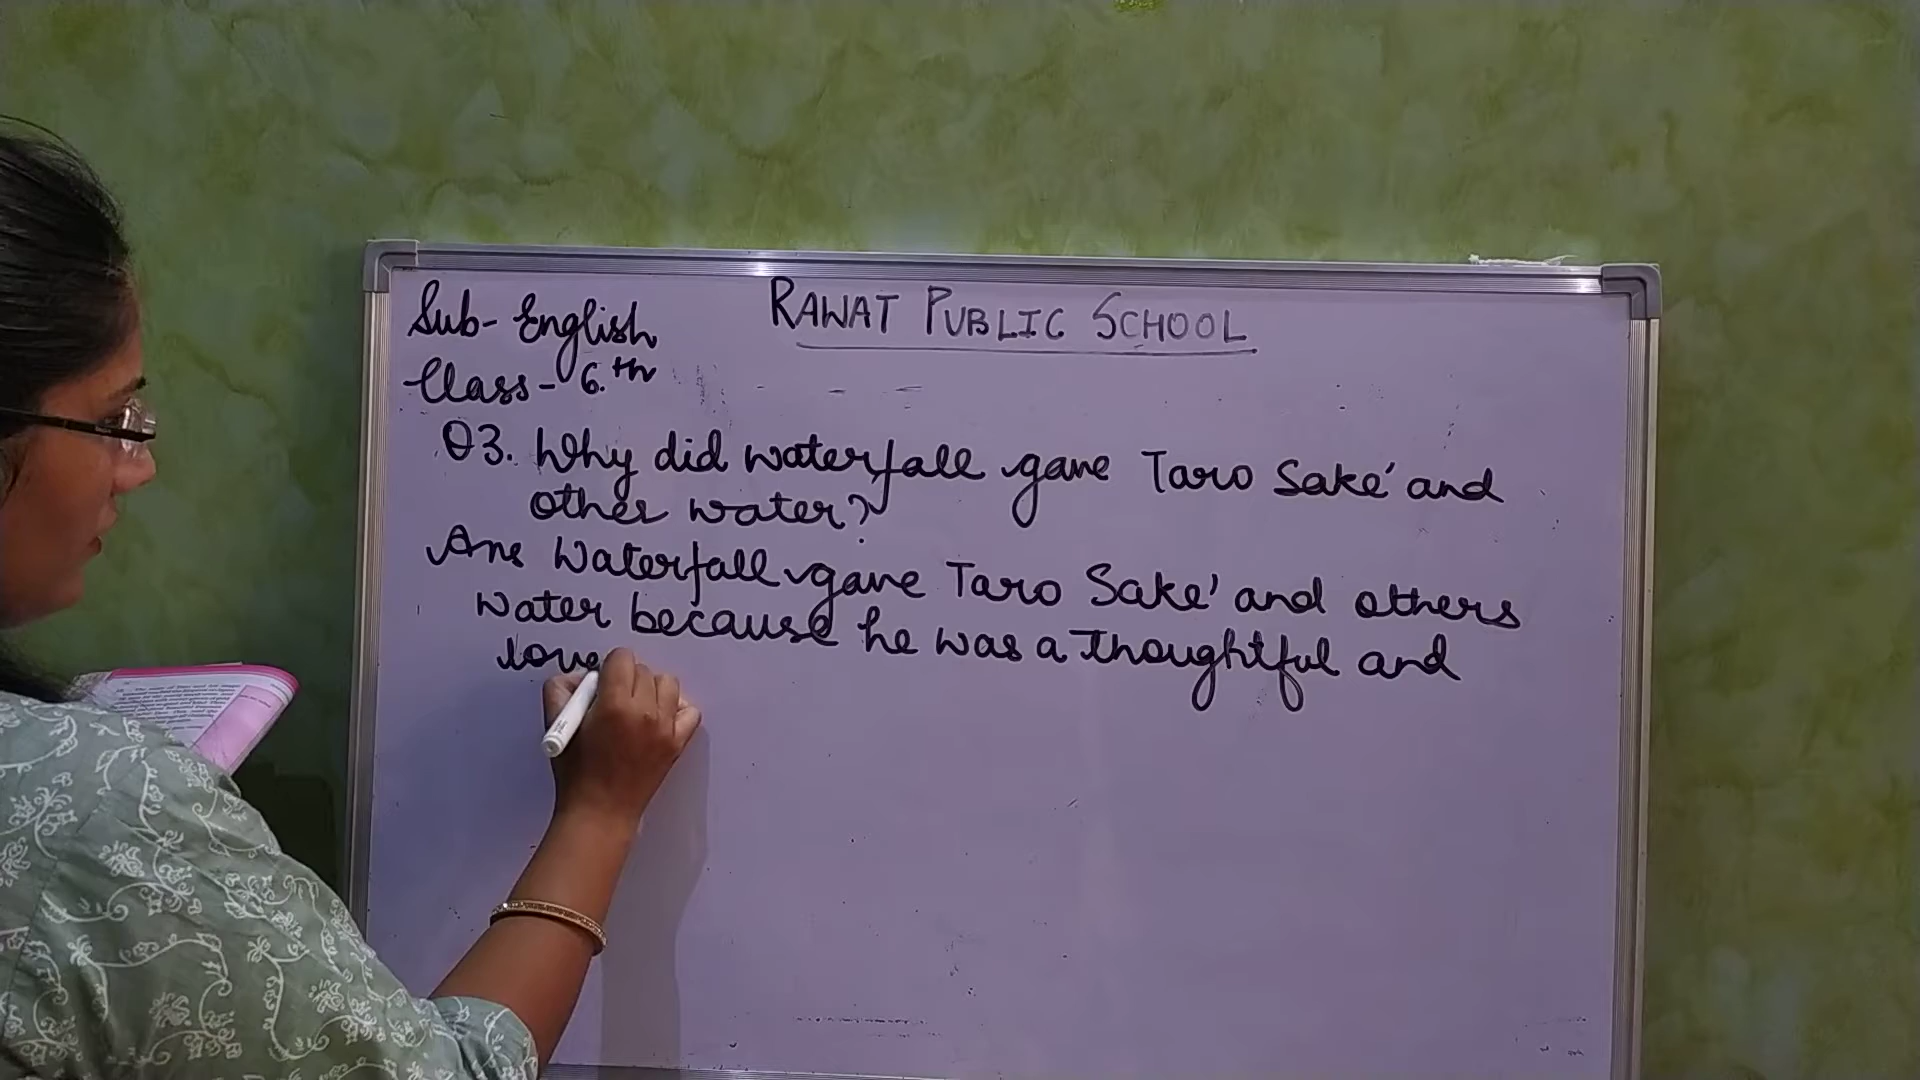 Sub- English
RAWAT PUBLIC SCHOOL
Class- 6.th
Q3. Why did waterfall gave Taro Sake' and
other water?
Ans Waterfall gave Taro Sake' and others
water because he was a thoughtful and
love